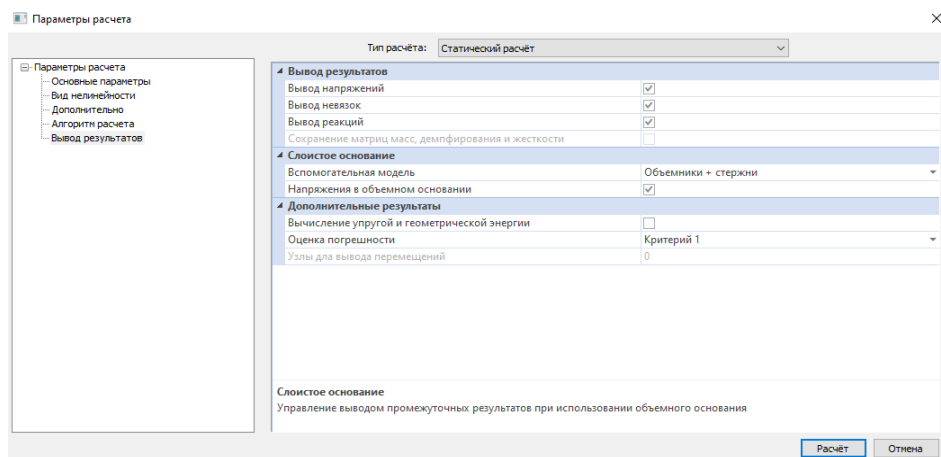 Параметры расчета
Тип расчёта: Статический расчёт
Параметры расчета
Основные параметры
Вид нелинейности
Дополнительно
Алгоритм расчета
Вывод результатов
Вывод результатов
Вывод напряжений
Вывод невязок
Вывод реакций
Сохранение матриц масс, демпфирования и жесткости
Слоистое основание
Вспомогательная модель Объемники + стержни
Напряжения в объемном основании
Дополнительные результаты
Вычисление упругой и геометрической энергии
Оценка погрешности Критерий 1
Узлы для вывода перемещений 0
Слоистое основание
Управление выводом промежуточных результатов при использовании объемного основания
Расчёт Отмена